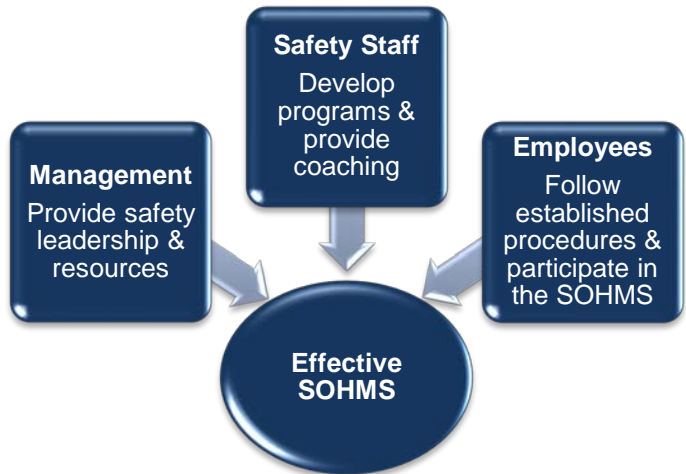 Safety Staff
Develop
programs &
provide
coaching
Management
Provide safety
leadership &
resources
Employees
Follow
established
procedures &
participate in
the SOHMS
Effective
SOHMS